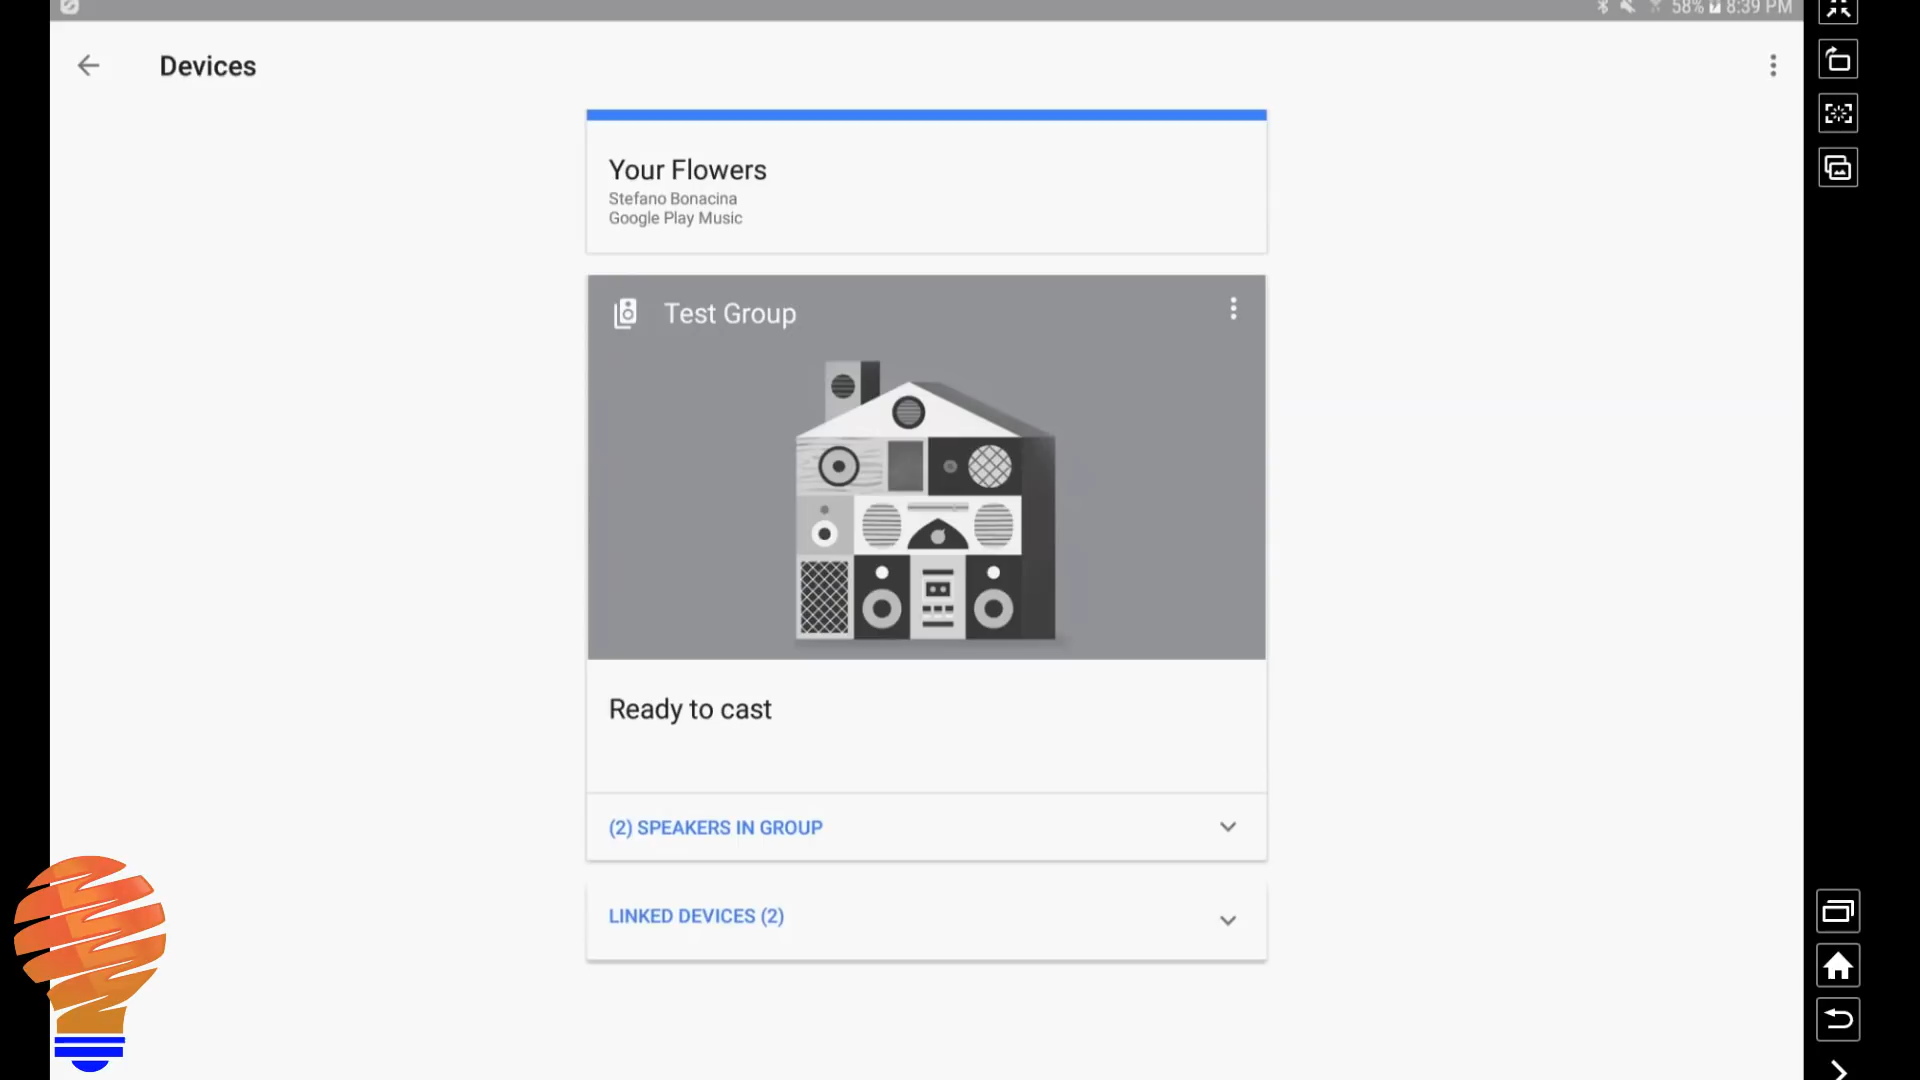 58% 8:39 PM
Devices
Your Flowers
Stefano Bonacina
Google Play Music
Test Group
Ready to cast
(2) SPEAKERS IN GROUP
LINKED DEVICES (2)